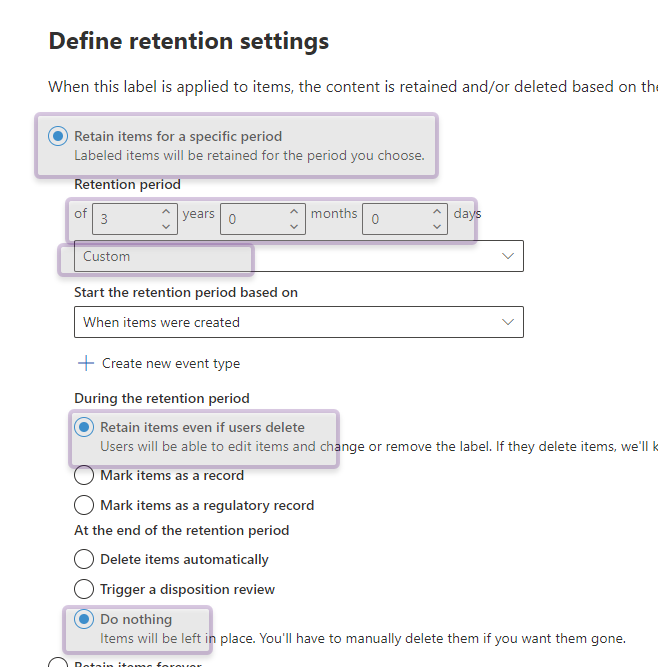 Define retention settings
When this label is applied to items, the content is retained and/or deleted based on the
Retain items for a specific period
Labeled items will be retained for the period you choose.
Retention period
of 3 years 0 months 0 days
Custom
Start the retention period based on
When items were created
Create new event type
During the retention period
Retain items even if users delete
Users will be able to edit items and change or remove the label. If they delete items, we'll k
Mark items as a record
Mark items as a regulatory record
At the end of the retention period
Delete items automatically
Trigger a disposition review
Do nothing
Items will be left in place. You'll have to manually delete them if you want them gone.
Retain items forever